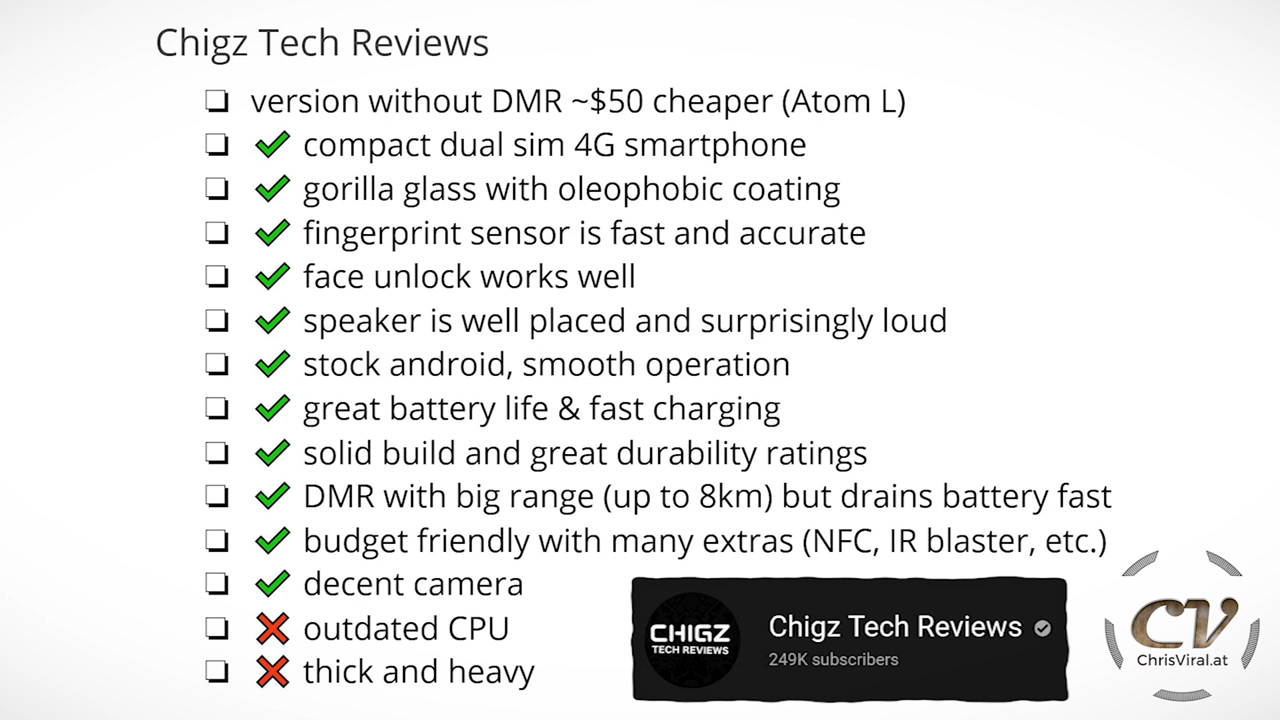 Chigz Tech Reviews
version without DMR ~$50 cheaper (Atom L)
compact dual sim 4G smartphone
gorilla glass with oleophobic coating
fingerprint sensor is fast and accurate
face unlock works well
speaker is well placed and surprisingly loud
stock android, smooth operation
great battery life & fast charging
solid build and great durability ratings
DMR with big range (up to 8km) but drains battery fast
budget friendly with many extras (NFC, IR blaster, etc.)
decent camera
outdated CPU
thick and heavy
CHIGZ
TECH REVIEWS
Chigz Tech Reviews
249K subscribers
CV
ChrisViral.at